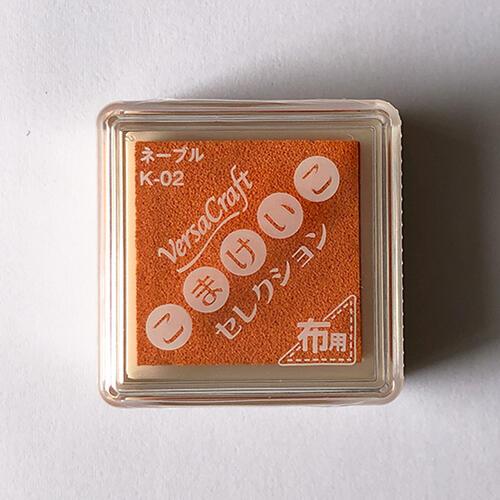 ネーブル
K-02
VersaCraft
こまけいこ
セレクション
布用